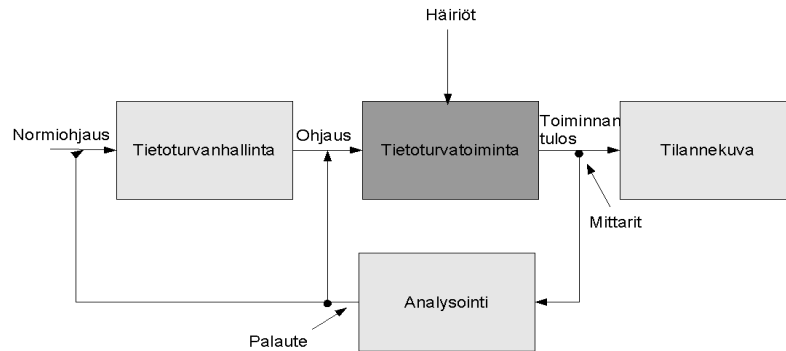 Häiriöt
Normiohjaus
Tietoturvanhallinta
Ohjaus
Tietoturvatoiminta
Toiminnan
tulos
Tilannekuva
Mittarit
Analysointi
Palaute